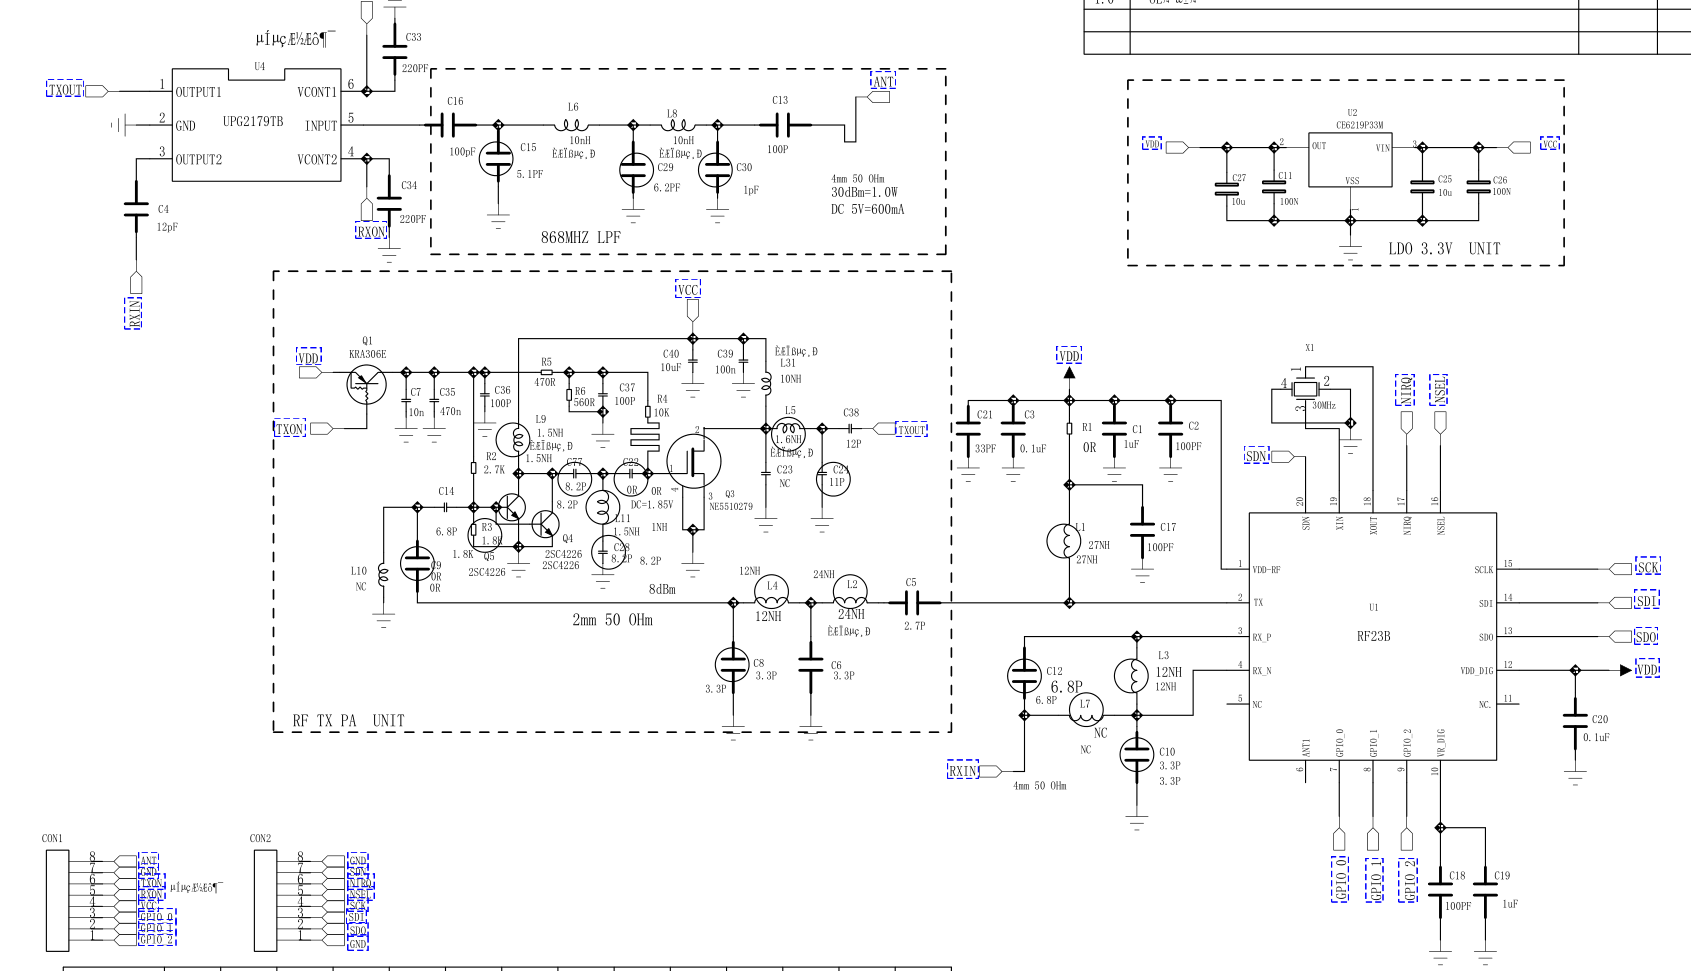 1.0
C33
220PF
U4
TXOUT
1
OUTPUT1
VCONT1
6
2
GND
UPG2179TB
INPUT
5
3
OUTPUT2
VCONT2
4
C34
220PF
C4
12pF
RXON
RXIN
C16
100pF
C15
5.1PF
L6
10nH
C29
6.2PF
L8
10nH
C30
1pF
C13
100P
ANT
4mm 50 OHm
30dBm=1.0W
DC 5V=600mA
868MHZ LPF
U2
CE6219P33M
VDD
2
OUT
VIN
3
VCC
VSS
1
C27
10u
C11
100N
C25
10u
C26
100N
LDO 3.3V UNIT
VCC
Q1
KRA306E
VDD
TXON
C7
10n
C35
470n
C36
100P
R5
470R
R6
560R
C37
100P
R4
10K
C40
10uF
C39
100n
L31
10NH
L9
1.5NH
1.5NH
R2
2.7K
C77
8.2P
8.2P
C22
0R
0R
DC=1.85V
2
1
4
3
Q3
NE5510279
L5
1.6NH
C38
12P
TXOUT
C23
NC
C24
11P
C14
6.8P
R3
1.8K
1.8K
Q5
2SC4226
Q4
2SC4226
2SC4226
L11
1.5NH
1NH
C28
8.2P
8.2P
L10
NC
C9
0R
0R
8dBm
2mm 50 OHm
12NH
L4
12NH
24NH
L2
24NH
C5
2.7P
C8
3.3P
3.3P
C6
3.3P
RF TX PA UNIT
VDD
C21
33PF
C3
0.1uF
R1
0R
C1
1uF
C2
100PF
L1
27NH
27NH
C17
100PF
X1
1
4
2
3
30MHz
NIRQ
NSEL
SDN
20
19
18
17
16
SDN
XIN
XOUT
NIRQ
NSEL
1
VDD-RF
2
TX
3
RX_P
4
RX_N
5
NC
U1
RF23B
SCLK
15
SCK
SDI
14
SDI
SDO
13
SDO
VDD_DIG
12
VDD
NC.
11
ANT1
GPIO_0
GPIO_1
GPIO_2
VR_DIG
6
7
8
9
10
C20
0.1uF
C12
6.8P
6.8P
L3
12NH
12NH
L7
NC
NC
C10
3.3P
3.3P
RXIN
4mm 50 OHm
GPIO_0
GPIO_1
GPIO_2
C18
100PF
C19
1uF
CON1
8
ANT
7
GND
6
TXON
5
RXON
4
VCC
3
GPIO_0
2
GPIO_1
1
GPIO_2
CON2
8
GND
7
SDN
6
NIRQ
5
NSEL
4
SCK
3
SDI
2
SDO
1
GND